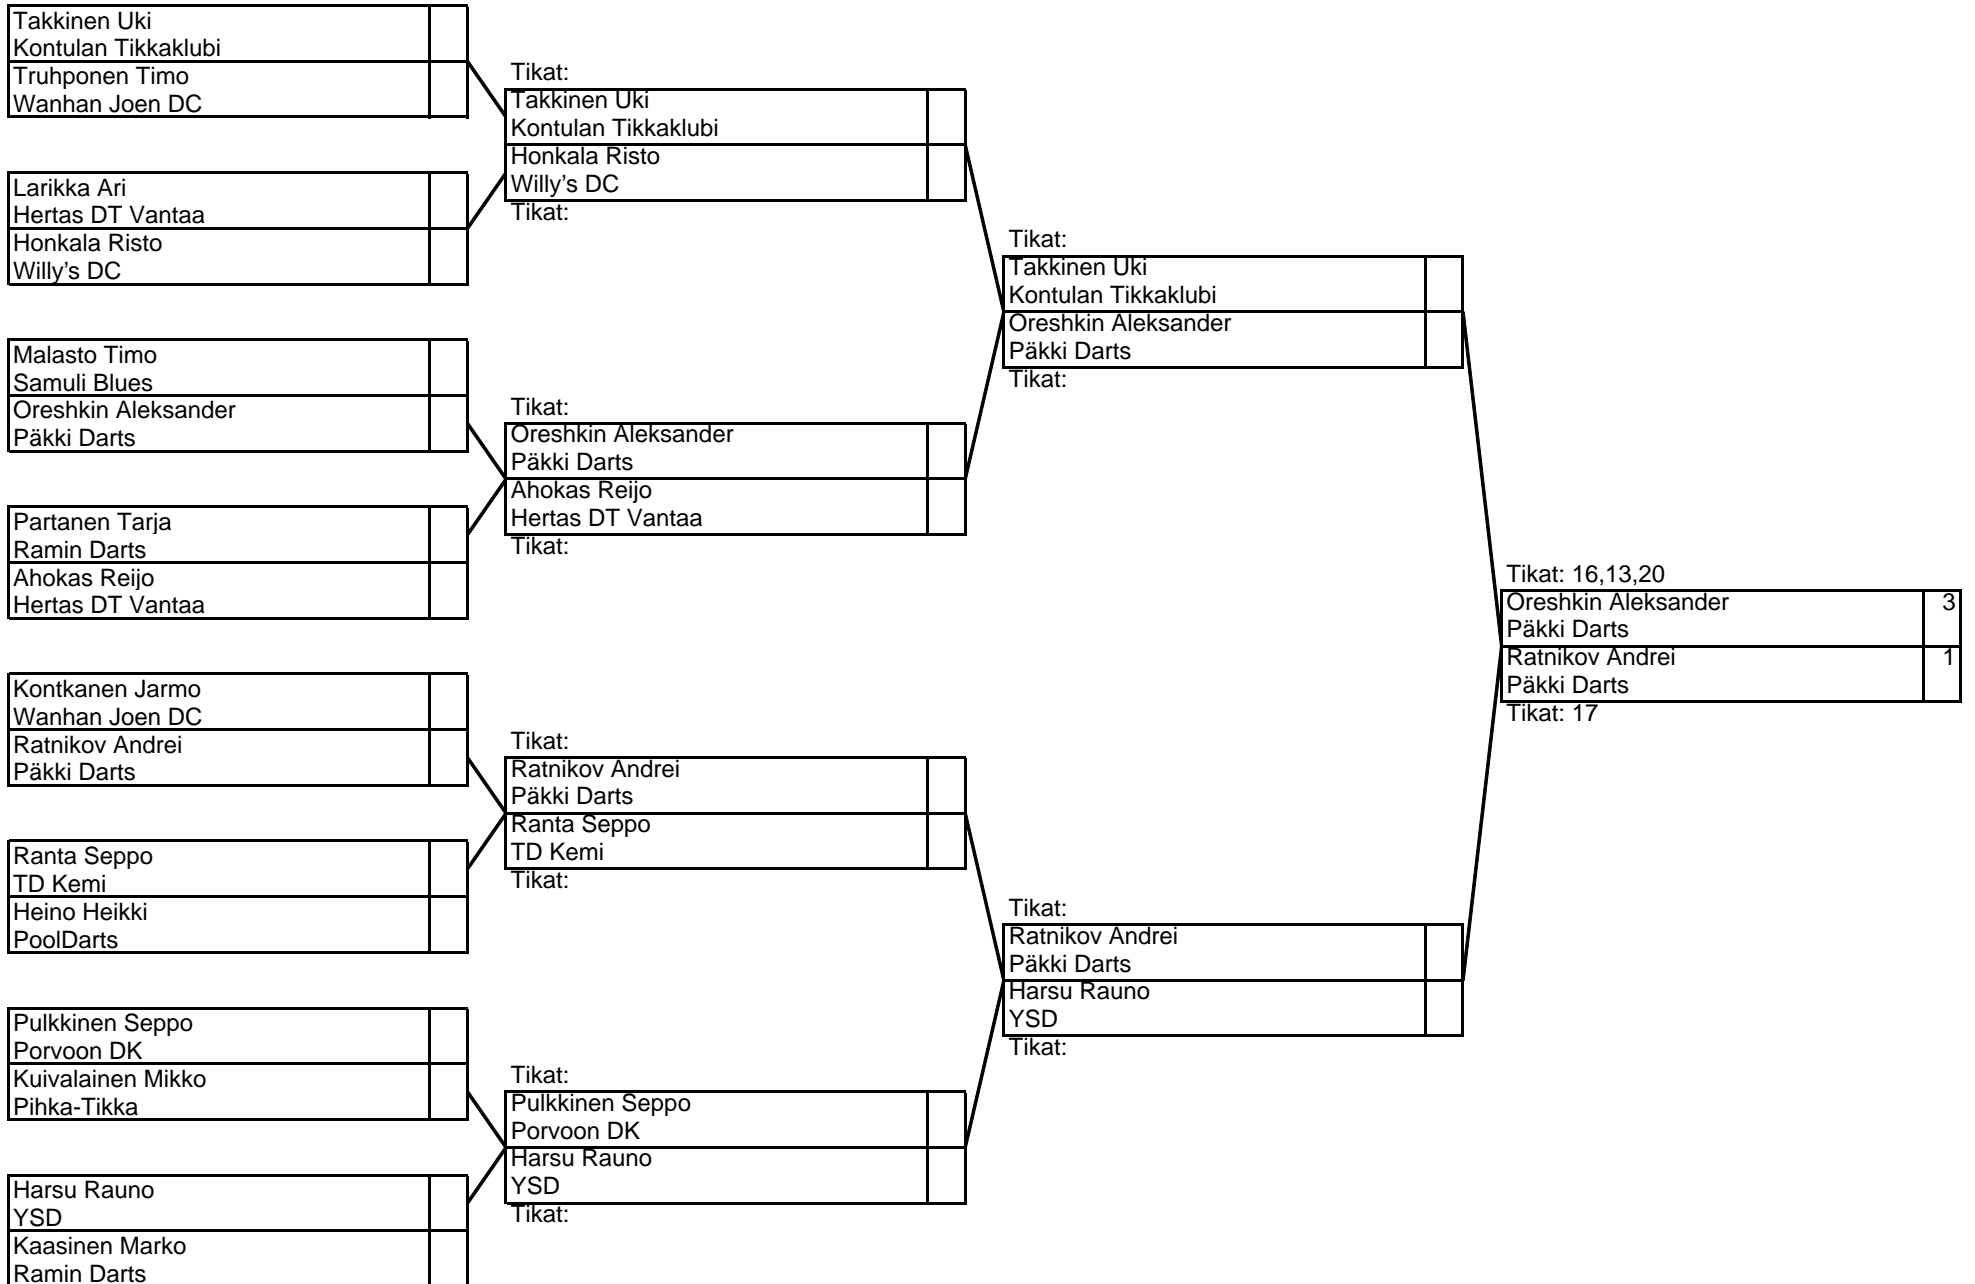 Takkinen Uki
Kontulan Tikkaklubi
Truhponen Timo
Wanhan Joen DC
Larikka Ari
Hertas DT Vantaa
Honkala Risto
Willy's DC
Malasto Timo
Samuli Blues
Oreshkin Aleksander
Päkki Darts
Partanen Tarja
Ramin Darts
Ahokas Reijo
Hertas DT Vantaa
Kontkanen Jarmo
Wanhan Joen DC
Ratnikov Andrei
Päkki Darts
Ranta Seppo
TD Kemi
Heino Heikki
PoolDarts
Pulkkinen Seppo
Porvoon DK
Kuivalainen Mikko
Pihka-Tikka
Harsu Rauno
YSD
Kaasinen Marko
Ramin Darts
Tikat:
Takkinen Uki
Kontulan Tikkaklubi
Honkala Risto
Willy's DC
Tikat:
Tikat:
Oreshkin Aleksander
Päkki Darts
Ahokas Reijo
Hertas DT Vantaa
Tikat:
Tikat:
Ratnikov Andrei
Päkki Darts
Ranta Seppo
TD Kemi
Tikat:
Tikat:
Pulkkinen Seppo
Porvoon DK
Harsu Rauno
YSD
Tikat:
Tikat:
Takkinen Uki
Kontulan Tikkaklubi
Oreshkin Aleksander
Päkki Darts
Tikat:
Tikat:
Ratnikov Andrei
Päkki Darts
Harsu Rauno
YSD
Tikat:
Tikat: 16,13,20
Oreshkin Aleksander 3
Päkki Darts
Ratnikov Andrei 1
Päkki Darts
Tikat: 17